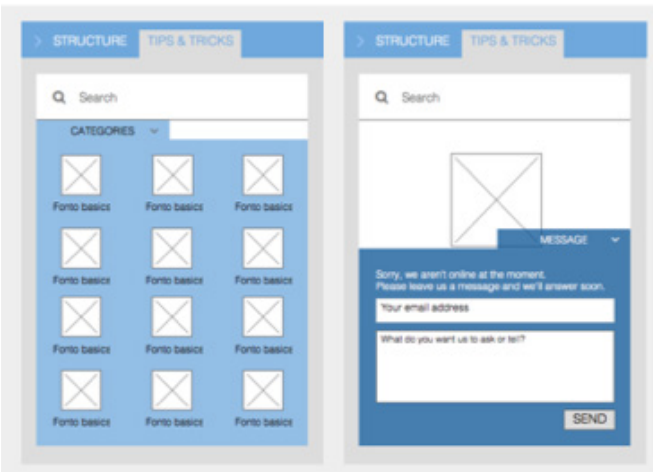 > STRUCTURE TIPS & TRICKS
Search
CATEGORIES
Fonto basics Fonto basics Fonto basics
Fonto basics Fonto basics Fonto basics
Fonto basics Fonto basics Fonto basics
Fonto basics Fonto basics Fonto basics
> STRUCTURE TIPS & TRICKS
Search
MESSAGE
Sorry, we aren't online at the moment.
Please leave us a message and we'll answer soon.
Your email address
What do you want us to ask or tell?
SEND